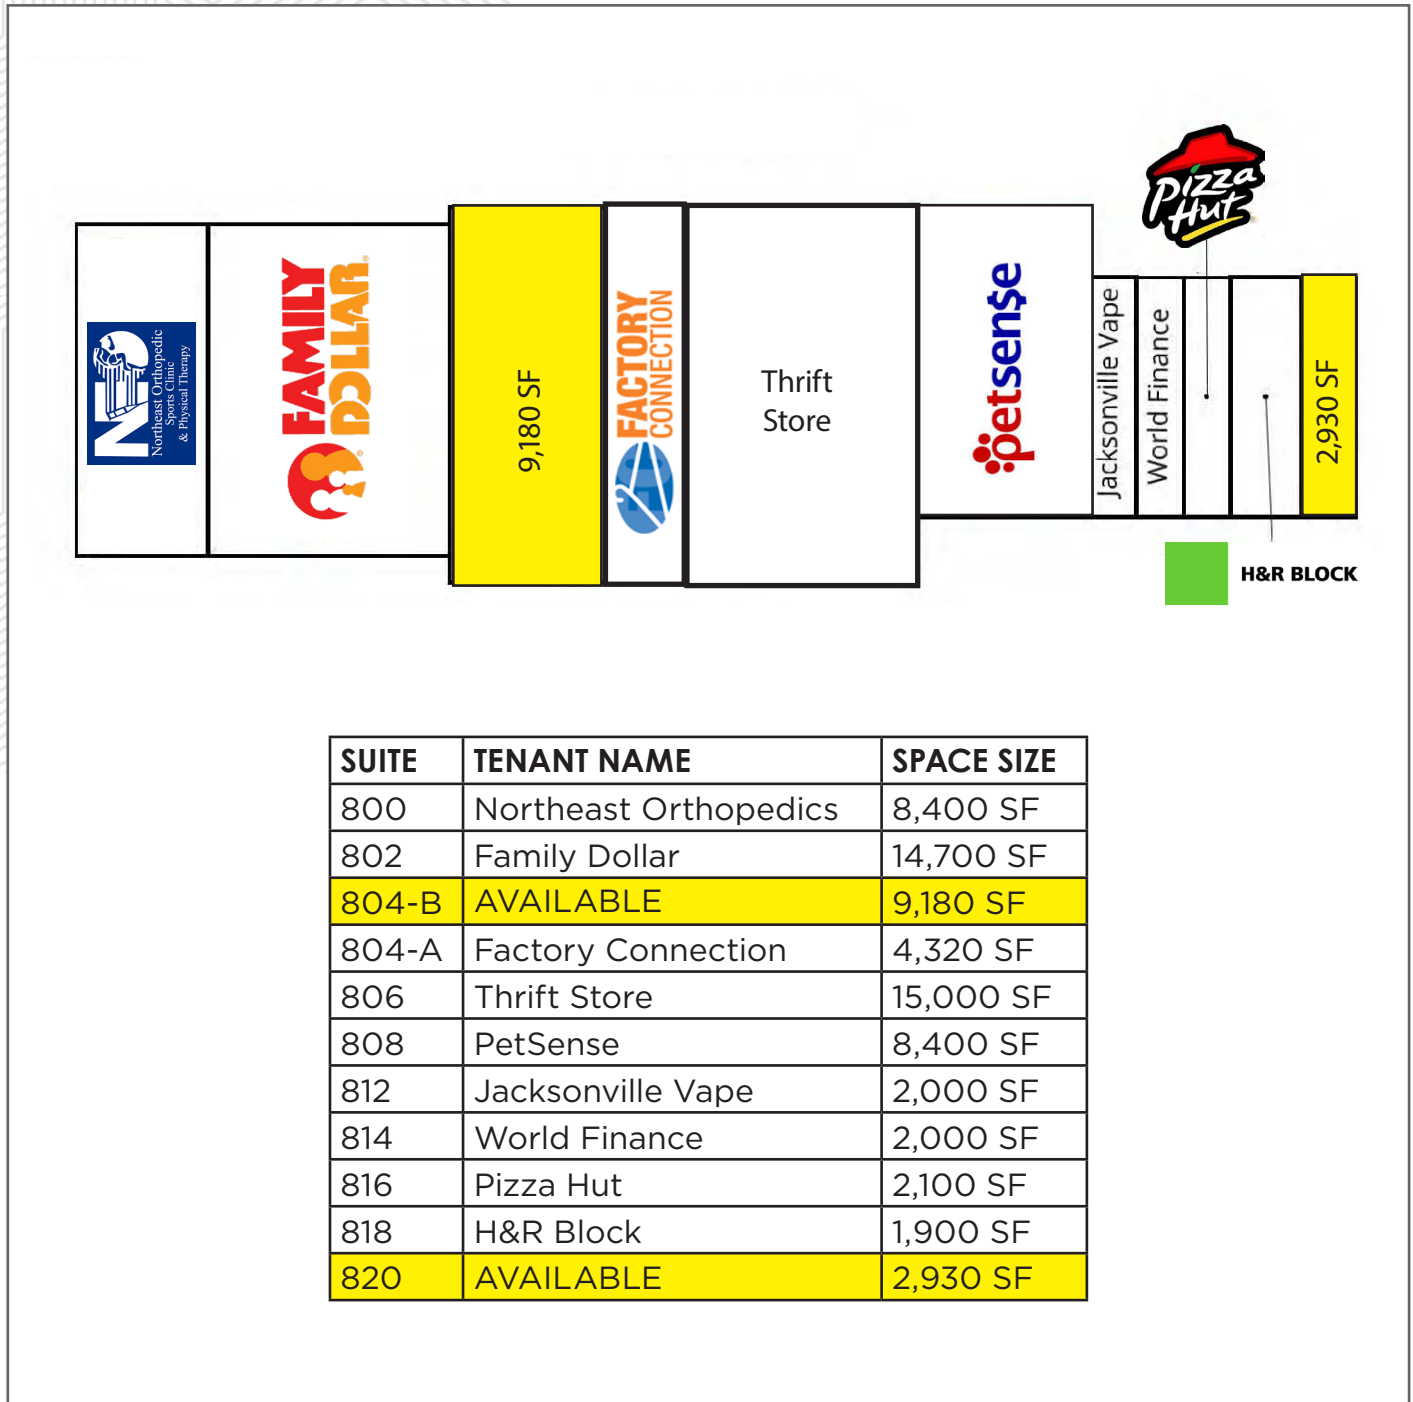 Northeast Orthopedic
Sports Clinic
& Physical Therapy
FAMILY
DOLLAR®
9,180 SF
FACTORY
CONNECTION
Thrift
Store
petsense
Jacksonville Vape
World Finance
Pizza
Hut
2,930 SF
H&R BLOCK
SUITE TENANT NAME SPACE SIZE
800 Northeast Orthopedics 8,400 SF
802 Family Dollar 14,700 SF
804-B AVAILABLE 9,180 SF
804-A Factory Connection 4,320 SF
806 Thrift Store 15,000 SF
808 PetSense 8,400 SF
812 Jacksonville Vape 2,000 SF
814 World Finance 2,000 SF
816 Pizza Hut 2,100 SF
818 H&R Block 1,900 SF
820 AVAILABLE 2,930 SF